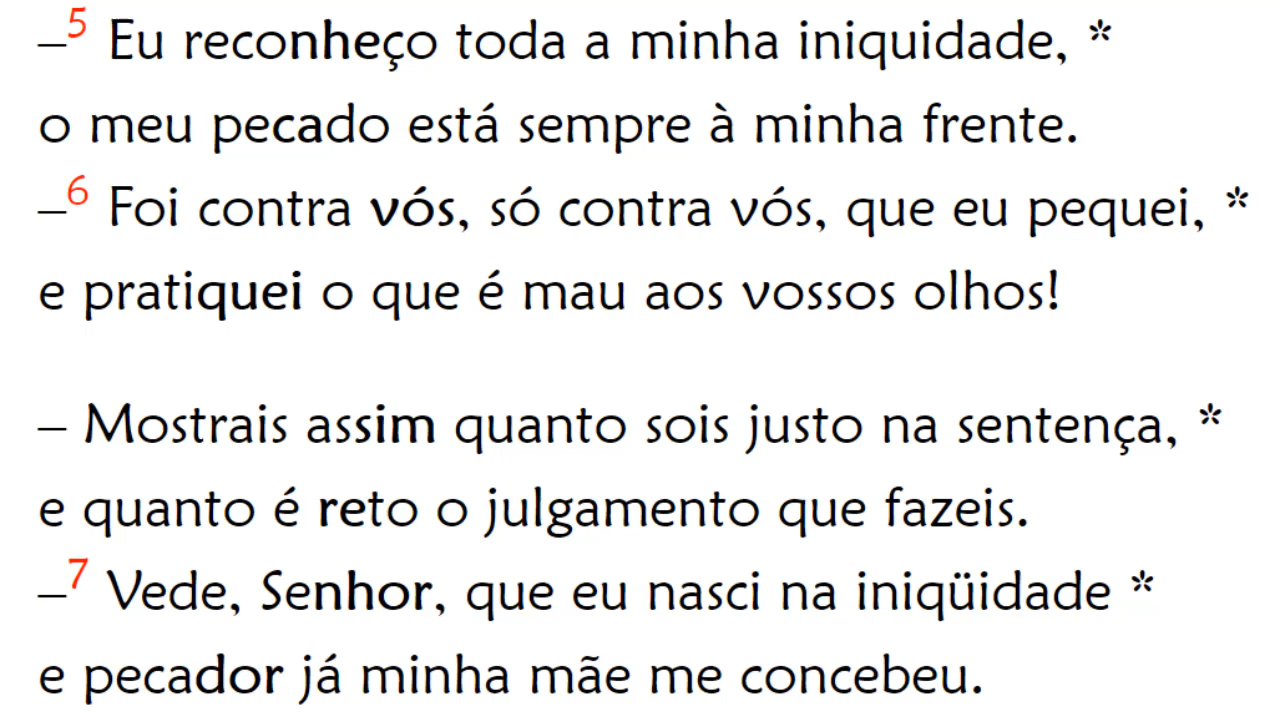 –5 Eu reconheço toda a minha iniquidade, *
o meu pecado está sempre à minha frente.
–6 Foi contra vós, só contra vós, que eu pequei, *
e pratiquei o que é mau aos vossos olhos!
– Mostrais assim quanto sois justo na sentença, *
e quanto é reto o julgamento que fazeis.
–7 Vede, Senhor, que eu nasci na iniqüidade *
e pecador já minha mãe me concebeu.